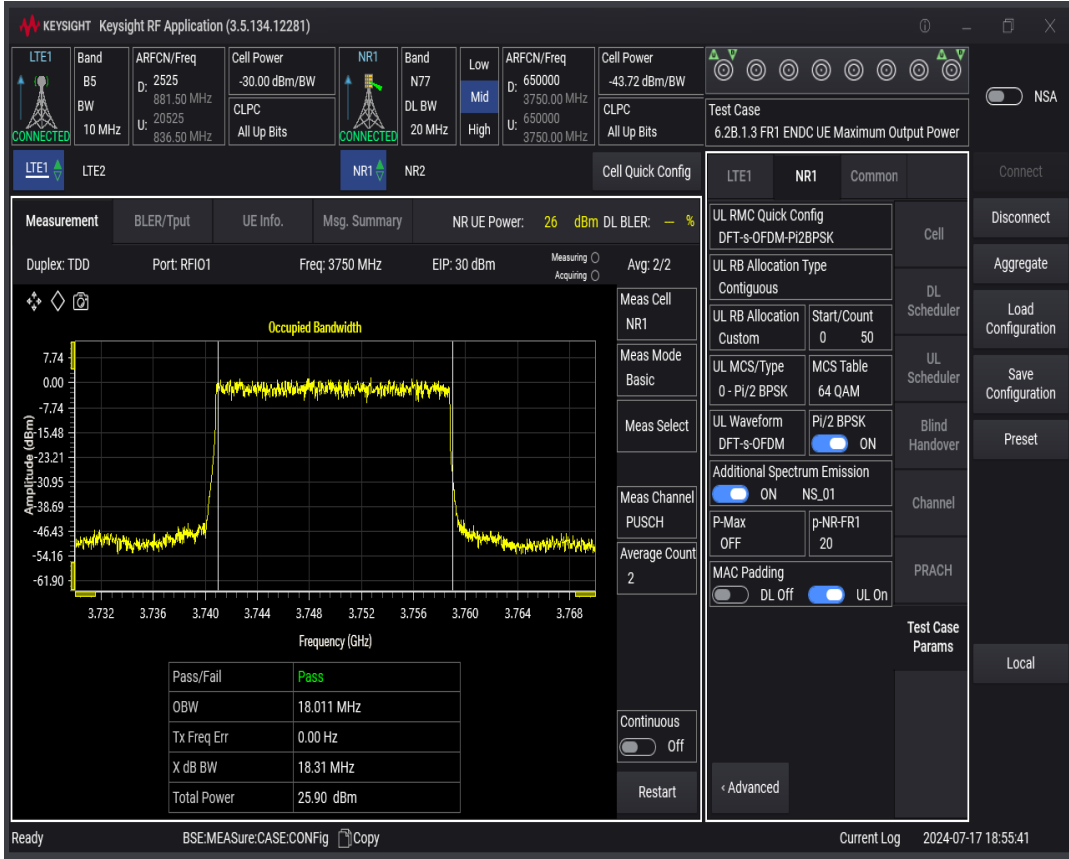 KEYSIGHT Keysight RF Application (3.5.134.12281)
LTE1 Band ARFCN/Freq Cell Power NR1 Band Low ARFCN/Freq Cell Power
B5 D: 2525 881.50 MHz -30.00 dBm/BW N77 Mid D: 650000 3750.00 MHz -43.72 dBm/BW
BW U: 20525 836.50 MHz CLPC DL BW High U: 650000 3750.00 MHz CLPC
CONNECTED 10 MHz All Up Bits CONNECTED 20 MHz All Up Bits
A V A V
NSA
Test Case
6.2B.1.3 FR1 ENDC UE Maximum Output Power
LTE1 LTE2 NR1 NR2 Cell Quick Config
Measurement BLER/Tput UE Info. Msg. Summary NR UE Power: 26 dBm DL BLER: — %
Duplex: TDD Port: RFIO1 Freq: 3750 MHz EIP: 30 dBm Measuring Acquiring Avg: 2/2
Occupied Bandwidth
Amplitude (dBm)
7.74
0.00
-7.74
-15.48
-23.21
-30.95
-38.69
-46.43
-54.16
-61.90
3.732 3.736 3.740 3.744 3.748 3.752 3.756 3.760 3.764 3.768
Frequency (GHz)
Pass/Fail Pass
OBW 18.011 MHz
Tx Freq Err 0.00 Hz
X dB BW 18.31 MHz
Total Power 25.90 dBm
Meas Cell
NR1
Meas Mode
Basic
Meas Select
Meas Channel
PUSCH
Average Count
2
Continuous
Off
Restart
LTE1 NR1 Common
UL RMC Quick Config
DFT-s-OFDM-Pi2BPSK
UL RB Allocation Type
Contiguous
UL RB Allocation Start/Count
Custom 0 50
UL MCS/Type MCS Table
0 - Pi/2 BPSK 64 QAM
UL Waveform Pi/2 BPSK
DFT-s-OFDM ON
Additional Spectrum Emission
ON NS_01
P-Max p-NR-FR1
OFF 20
MAC Padding
DL Off UL On
‹ Advanced
Cell
DL
Scheduler
UL
Scheduler
Blind
Handover
Channel
PRACH
Test Case
Params
Connect
Disconnect
Aggregate
Load
Configuration
Save
Configuration
Preset
Local
Ready BSE:MEASure:CASE:CONFig Copy Current Log 2024-07-17 18:55:41